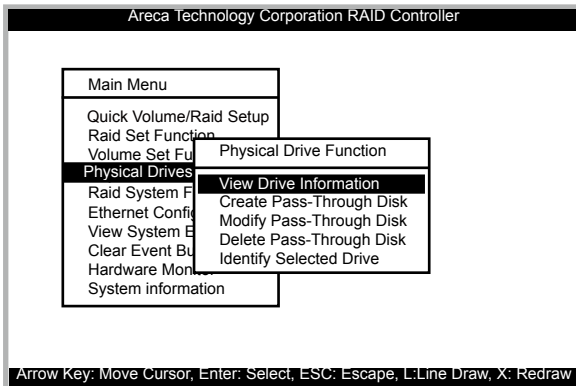 Areca Technology Corporation RAID Controller
Main Menu
Quick Volume/Raid Setup
Raid Set Function
Volume Set Fu
Physical Drives
Raid System F
Ethernet Config
View System E
Clear Event Bu
Hardware Monitor
System information
Physical Drive Function
View Drive Information
Create Pass-Through Disk
Modify Pass-Through Disk
Delete Pass-Through Disk
Identify Selected Drive
Arrow Key: Move Cursor, Enter: Select, ESC: Escape, L:Line Draw, X: Redraw